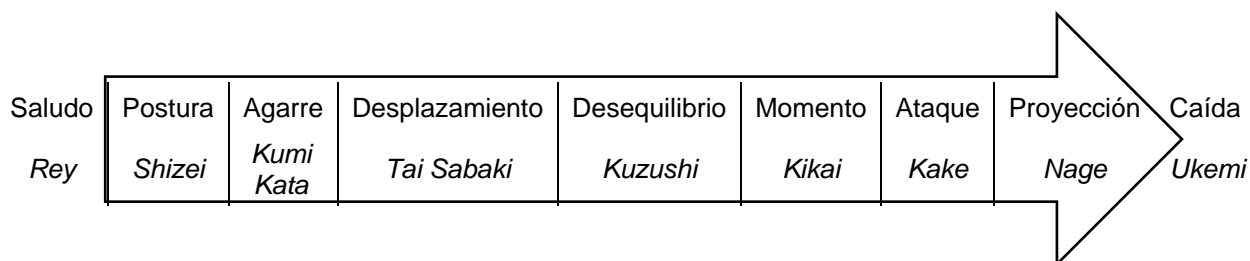 Saludo Postura Agarre Desplazamiento Desequilibrio Momento Ataque Proyección Caída
Rey Shizei Kumi Kata Tai Sabaki Kuzushi Kikai Kake Nage Ukemi